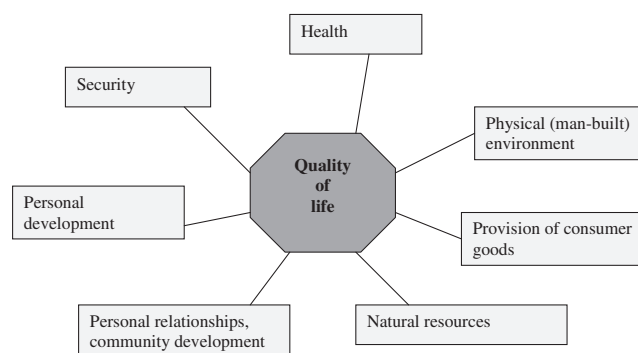 Health
Security
Physical (man-built)
environment
Quality
of
life
Personal
development
Provision of consumer
goods
Personal relationships,
community development
Natural resources